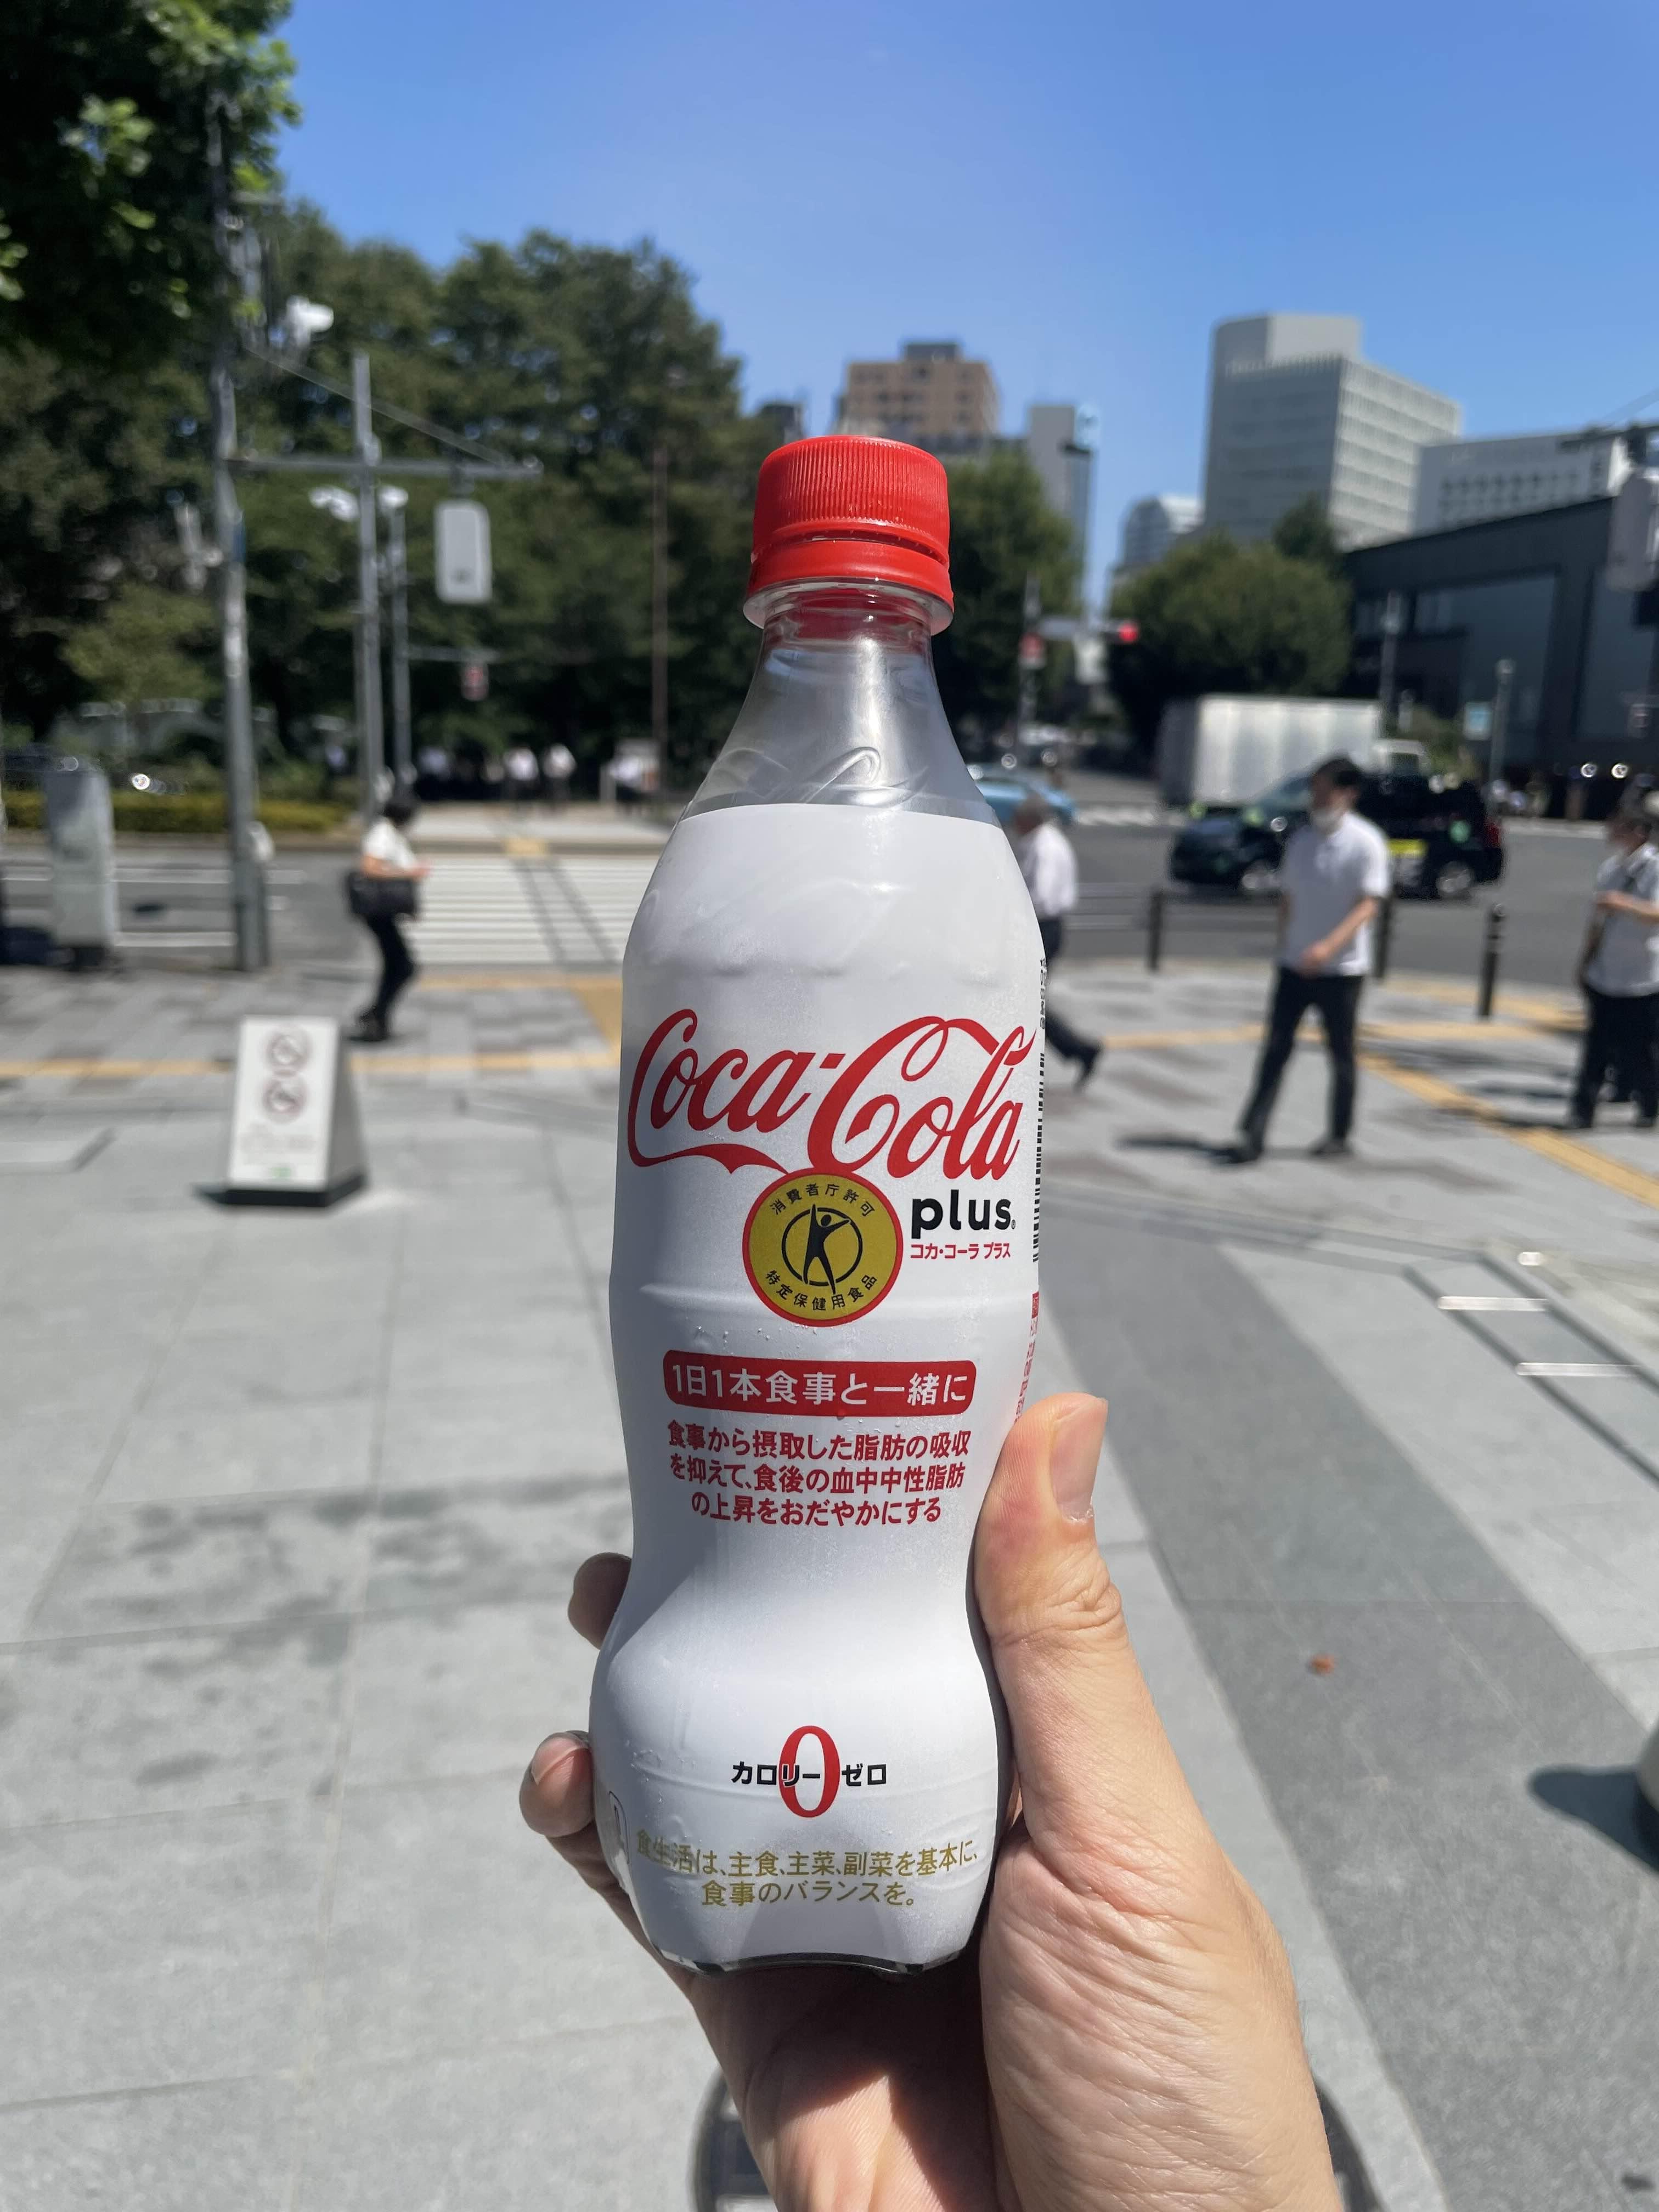 Coca-Cola
plus®
コカ・コーラ プラス
消費者庁許可
特定保健用食品
1日1本食事と一緒に
食事から摂取した脂肪の吸収
を抑えて、食後の血中中性脂肪
の上昇をおだやかにする
0
カロリーゼロ
食生活は、主食、主菜、副菜を基本に、
食事のバランスを。